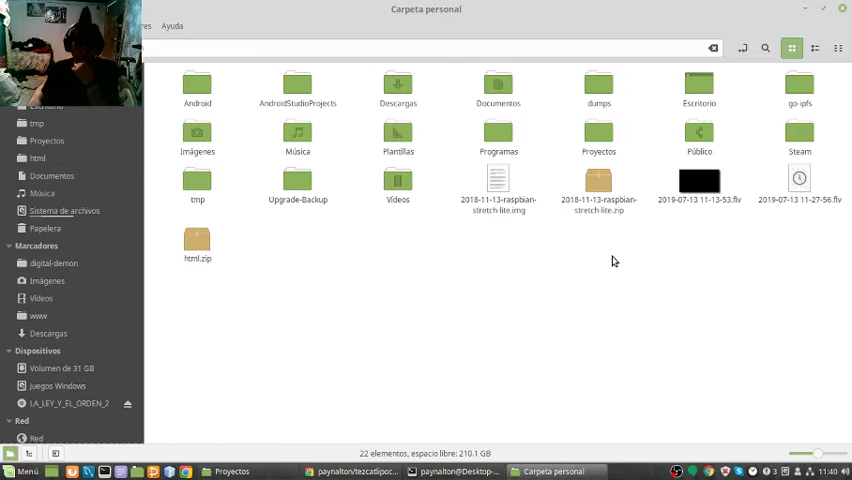 Carpeta personal
res Ayuda
Android
AndroidStudioProjects
Descargas
Documentos
dumps
Escritorio
go-ipfs
Imágenes
Música
Plantillas
Programas
Proyectos
Público
Steam
tmp
Upgrade-Backup
Vídeos
2018-11-13-raspbian-
stretch-lite.img
2018-11-13-raspbian-
stretch-lite.zip
2019-07-13 11-13-53.flv
2019-07-13 11-27-56.flv
html.zip
Escritorio
tmp
Proyectos
html
Documentos
Música
Sistema de archivos
Papelera
Marcadores
digital-demon
Imágenes
Vídeos
www
Descargas
Dispositivos
Volumen de 31 GB
Juegos Windows
LA_LEY_Y_EL_ORDEN_2
Red
Red
22 elementos, espacio libre: 210.1 GB
Menú
Proyectos
paynalton/tezcatlipoc...
paynalton@Desktop-...
Carpeta personal
3
11:40